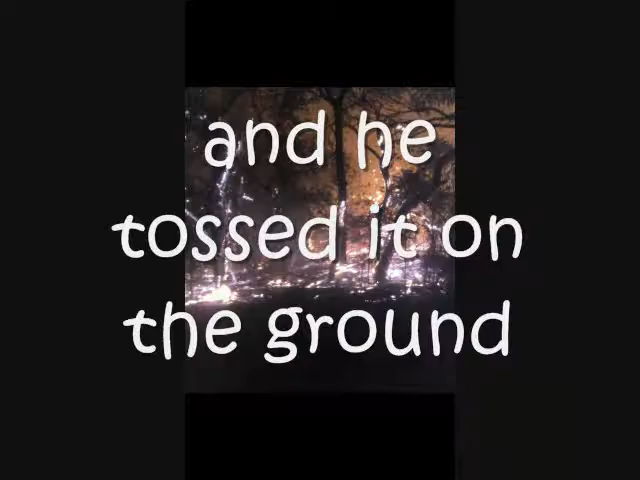 and he
tossed it on
the ground